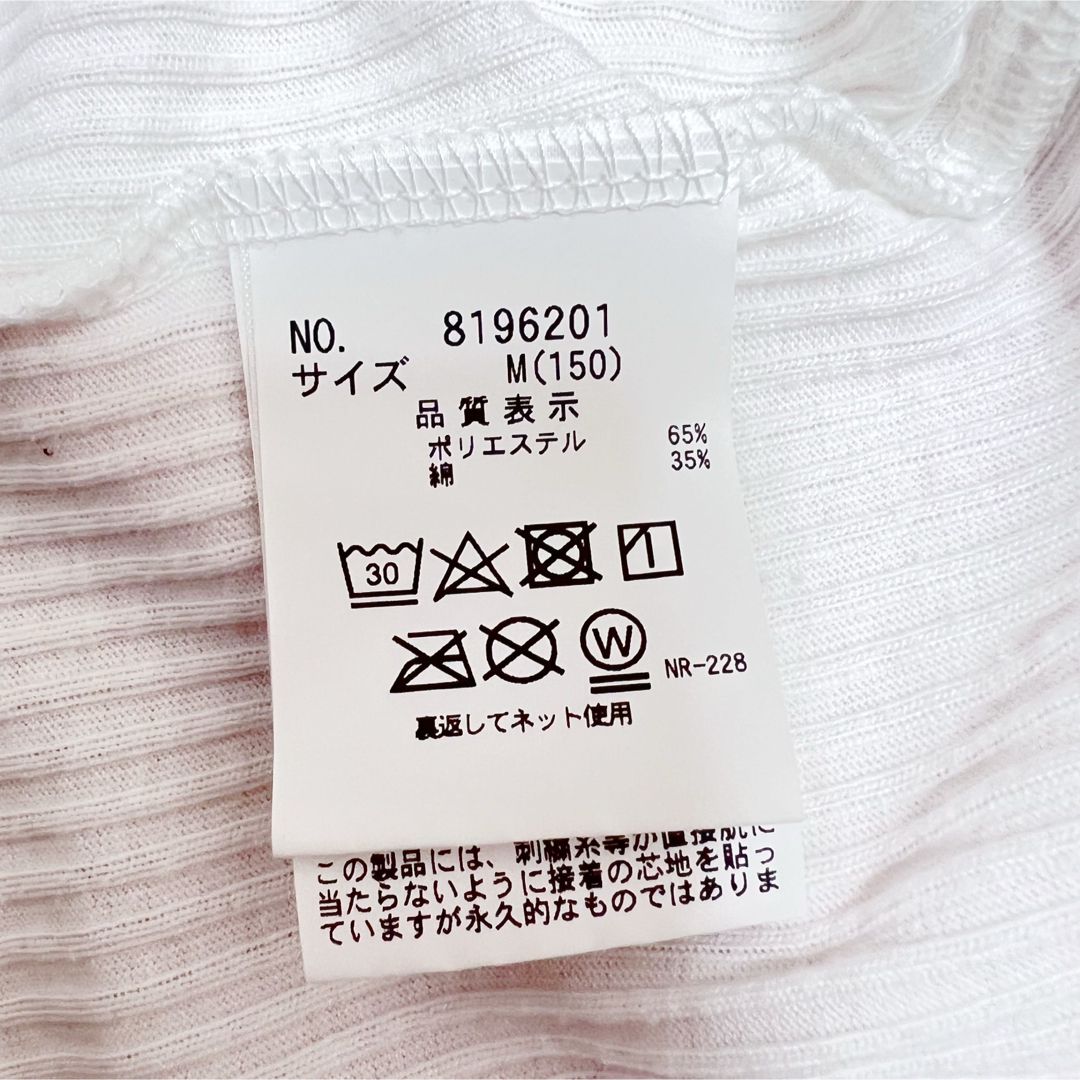 NO. 8196201
サイズ M(150)
品質表示
ポリエステル 65%
綿 35%
30
W
NR-228
裏返してネット使用
この製品には、刺繍糸等が直接肌に
当たらないように接着の芯地を貼っ
ていますが永久的なものではありま